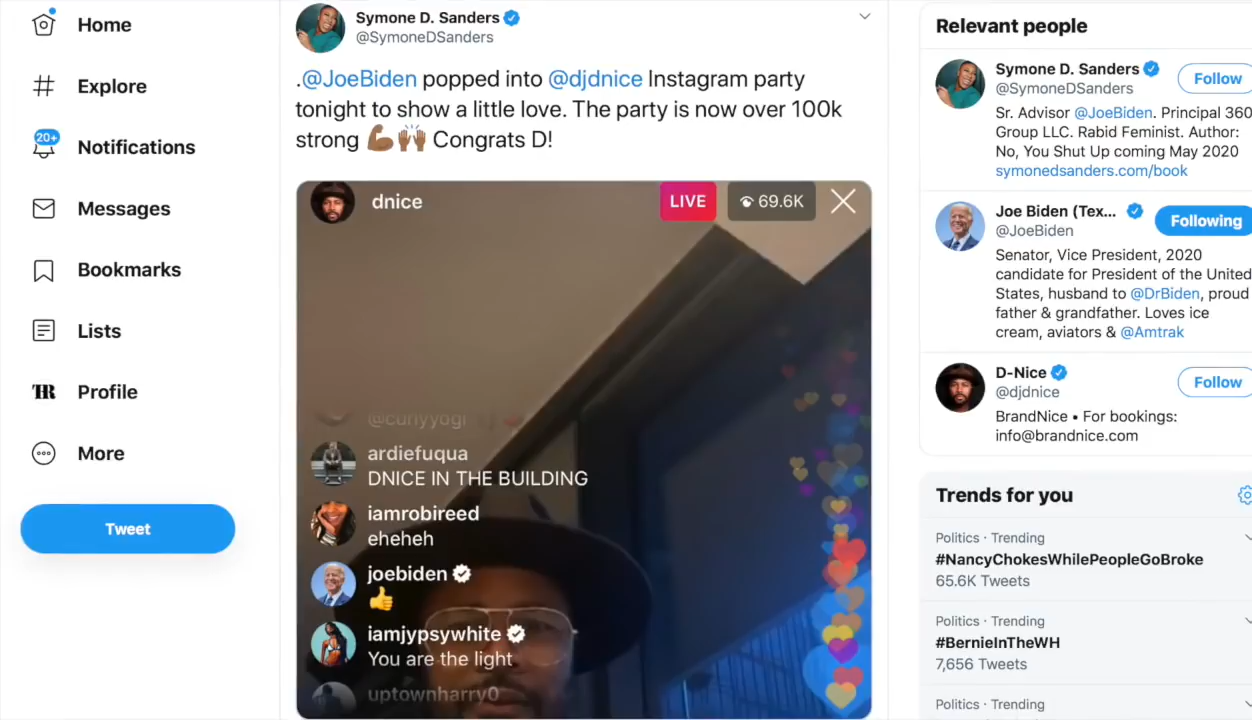 Home
Explore
20+
Notifications
Messages
Bookmarks
Lists
Profile
More
Tweet
Symone D. Sanders
@SymoneDSanders
.@JoeBiden popped into @djdnice Instagram party
tonight to show a little love. The party is now over 100k
strong 💪🏾🙌🏾 Congrats D!
dnice
LIVE
69.6K
@curlyyogi
ardiefuqua
DNICE IN THE BUILDING
iamrobireed
eheheh
joebiden
👍
iamjypsywhite
You are the light
uptownharry0
Relevant people
Symone D. Sanders
@SymoneDSanders
Follow
Sr. Advisor @JoeBiden. Principal 360
Group LLC. Rabid Feminist. Author:
No, You Shut Up coming May 2020
symonedsanders.com/book
Joe Biden (Tex...
@JoeBiden
Following
Senator, Vice President, 2020
candidate for President of the United
States, husband to @DrBiden, proud
father & grandfather. Loves ice
cream, aviators & @Amtrak
D-Nice
@djdnice
Follow
BrandNice • For bookings:
info@brandnice.com
Trends for you
Politics · Trending
#NancyChokesWhilePeopleGoBroke
65.6K Tweets
Politics · Trending
#BernieInTheWH
7,656 Tweets
Politics · Trending